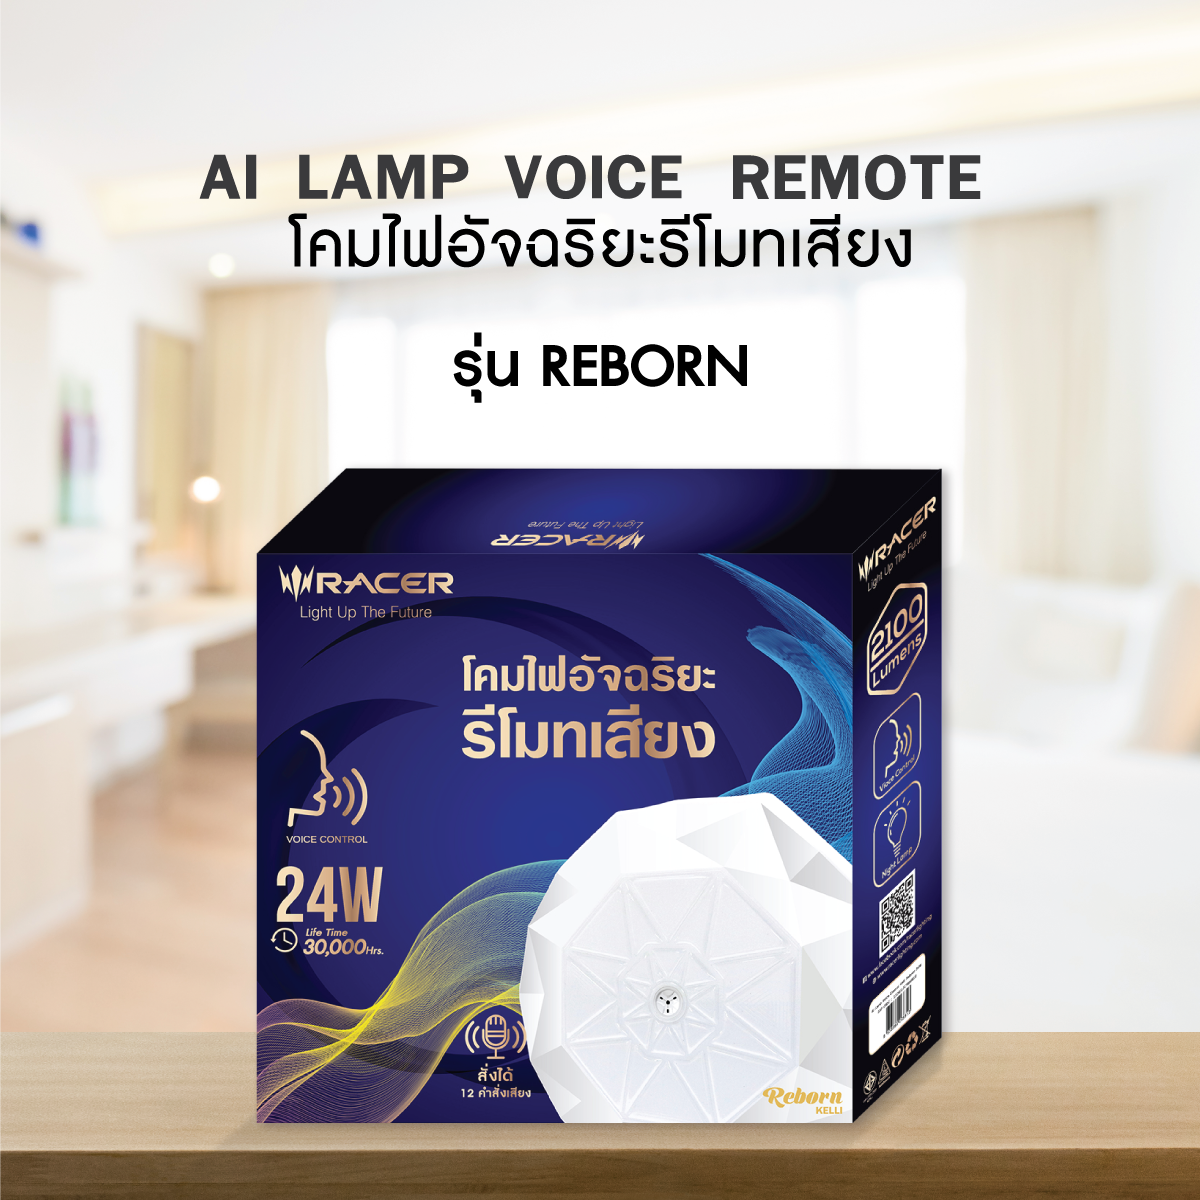 AI LAMP VOICE REMOTE
โคมไฟอัจฉริยะรีโมทเสียง
รุ่น REBORN
RACER
Light Up The Future
RACER
Light Up The Future
โคมไฟอัจฉริยะ
รีโมทเสียง
VOICE CONTROL
24W
Life Time
30,000Hrs.
สั่งได้
12 คำสั่งเสียง
Reborn
KELLI
RACER
Light Up The Future
2100
Lumens
Voice Control
Night Lamp